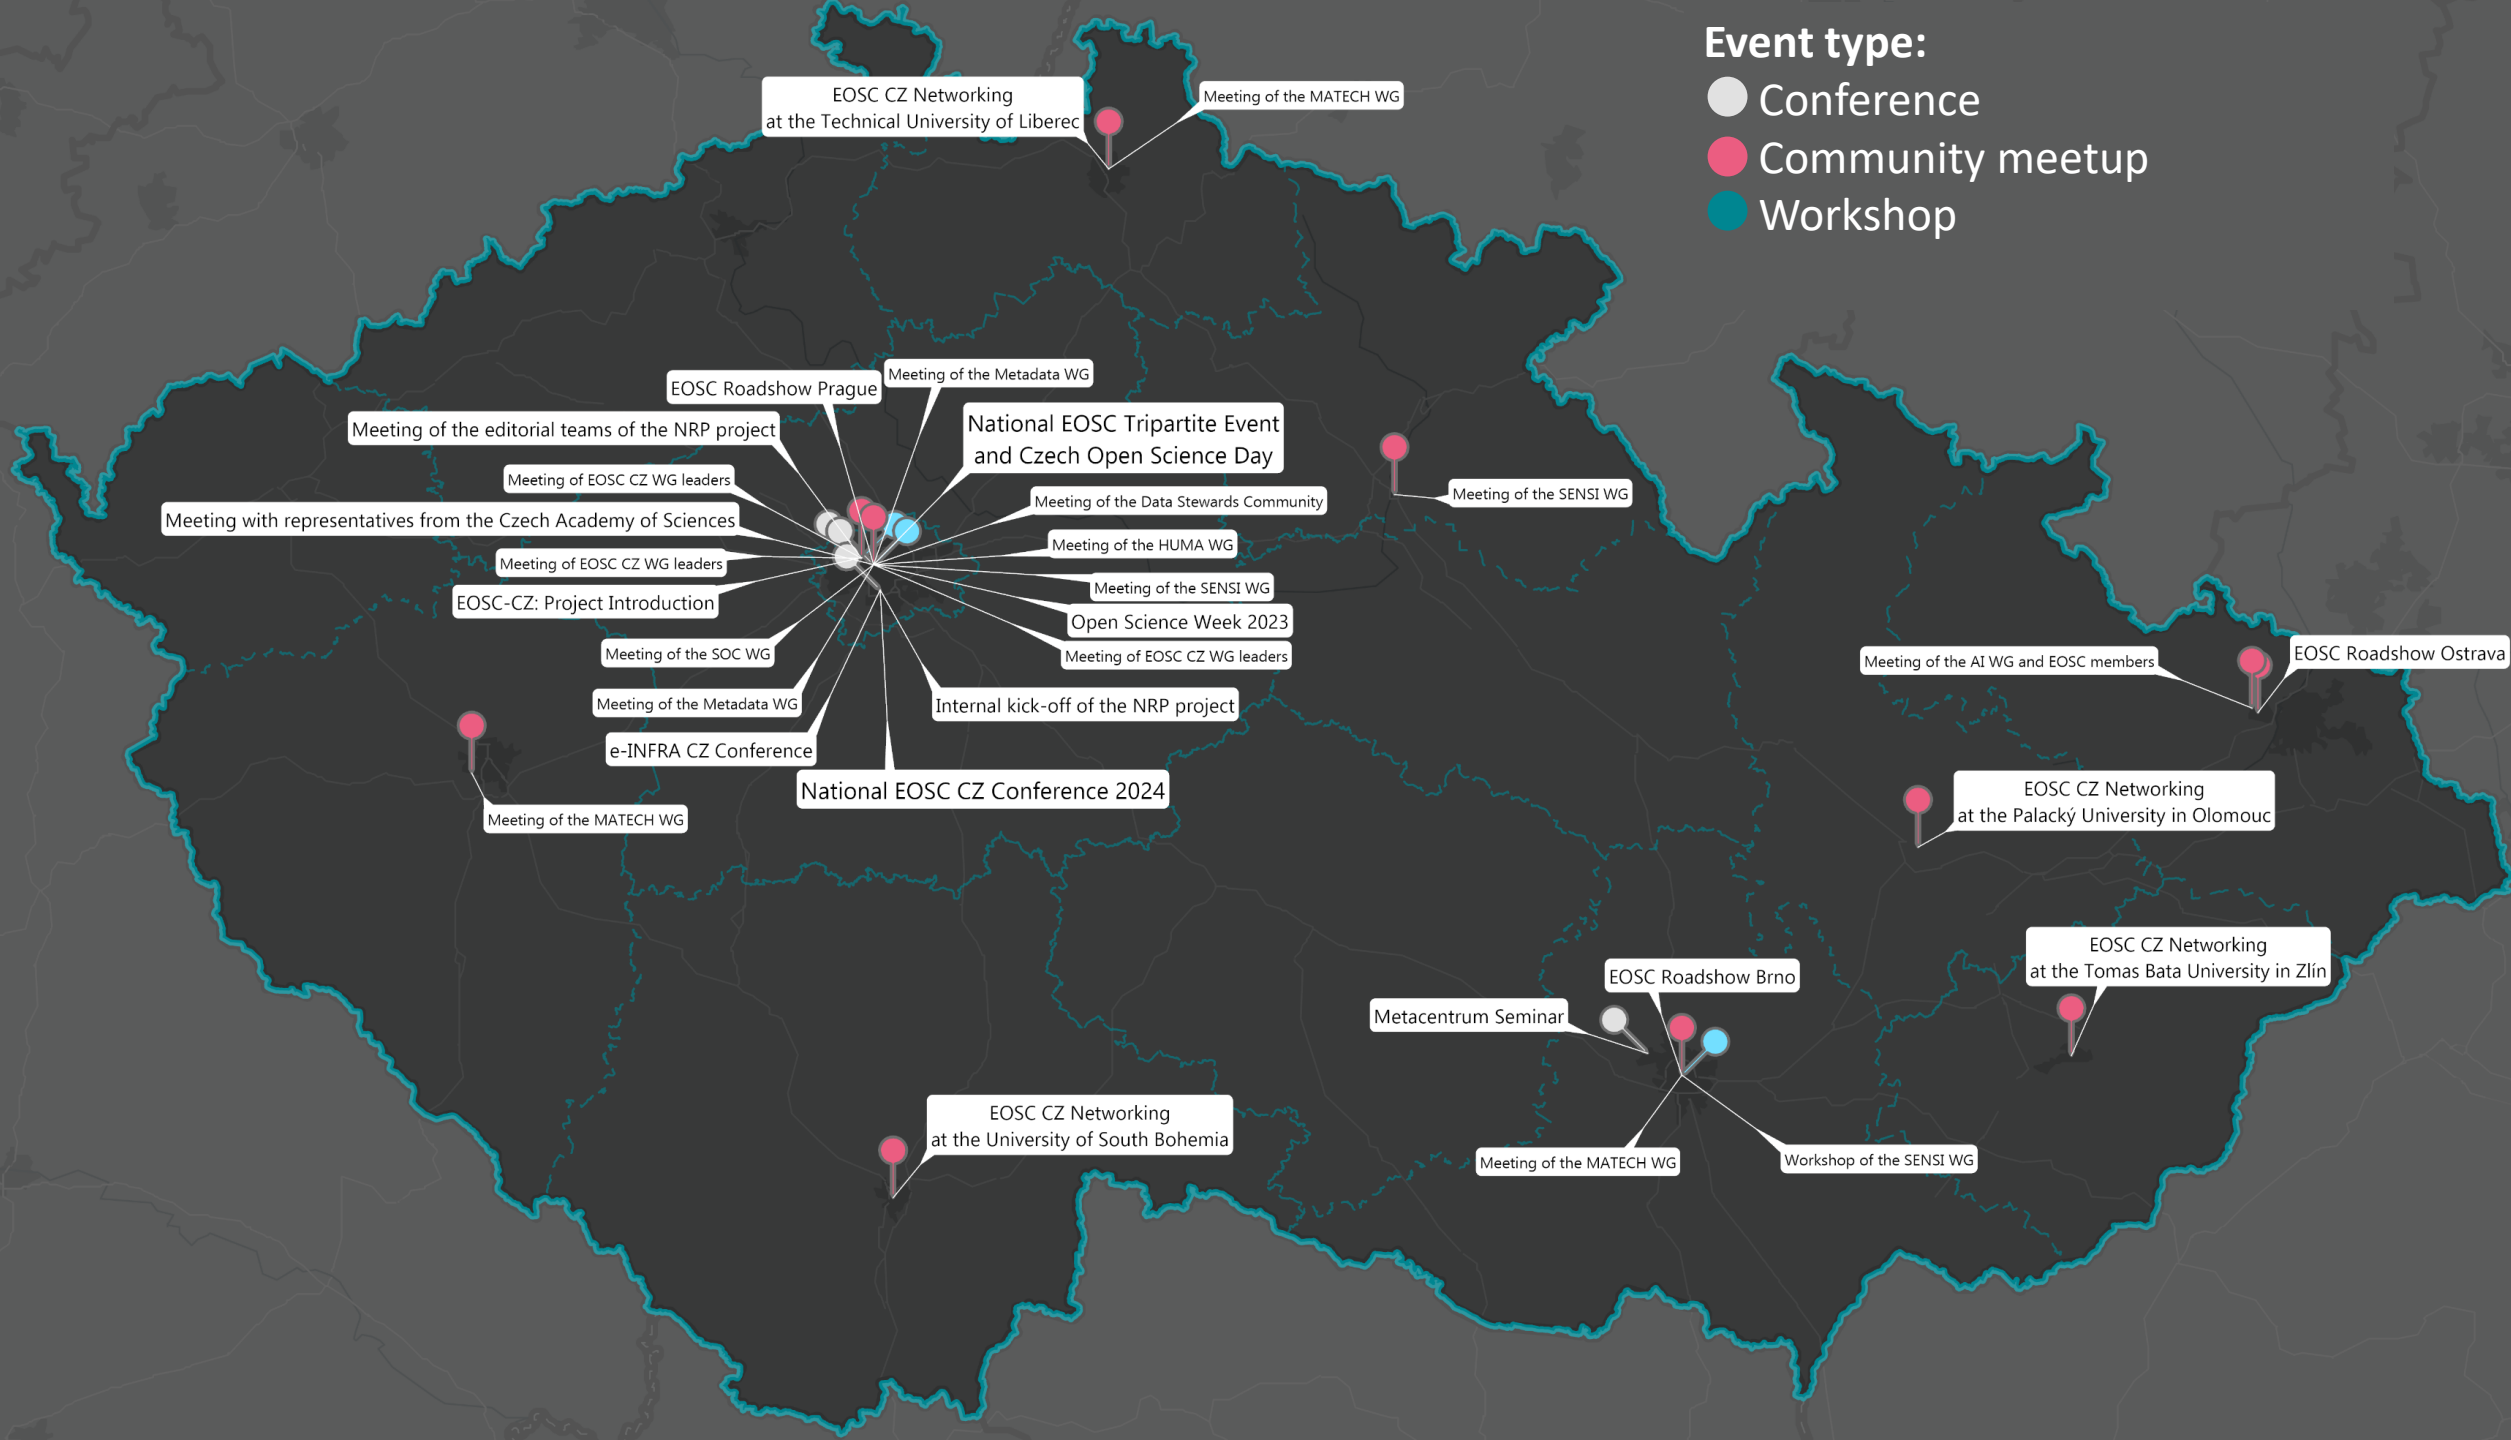 Event type:
Conference
Community meetup
Workshop
EOSC CZ Networking
at the Technical University of Liberec
Meeting of the MATECH WG
EOSC Roadshow Prague
Meeting of the Metadata WG
Meeting of the editorial teams of the NRP project
National EOSC Tripartite Event
and Czech Open Science Day
Meeting of EOSC CZ WG leaders
Meeting of the Data Stewards Community
Meeting of the SENSI WG
Meeting with representatives from the Czech Academy of Sciences
Meeting of the HUMA WG
Meeting of EOSC CZ WG leaders
Meeting of the SENSI WG
EOSC-CZ: Project Introduction
Open Science Week 2023
Meeting of the SOC WG
Meeting of EOSC CZ WG leaders
Meeting of the Metadata WG
Internal kick-off of the NRP project
e-INFRA CZ Conference
National EOSC CZ Conference 2024
Meeting of the MATECH WG
Meeting of the AI WG and EOSC members
EOSC Roadshow Ostrava
EOSC CZ Networking
at the Palacký University in Olomouc
EOSC CZ Networking
at the Tomas Bata University in Zlín
EOSC Roadshow Brno
Metacentrum Seminar
EOSC CZ Networking
at the University of South Bohemia
Meeting of the MATECH WG
Workshop of the SENSI WG